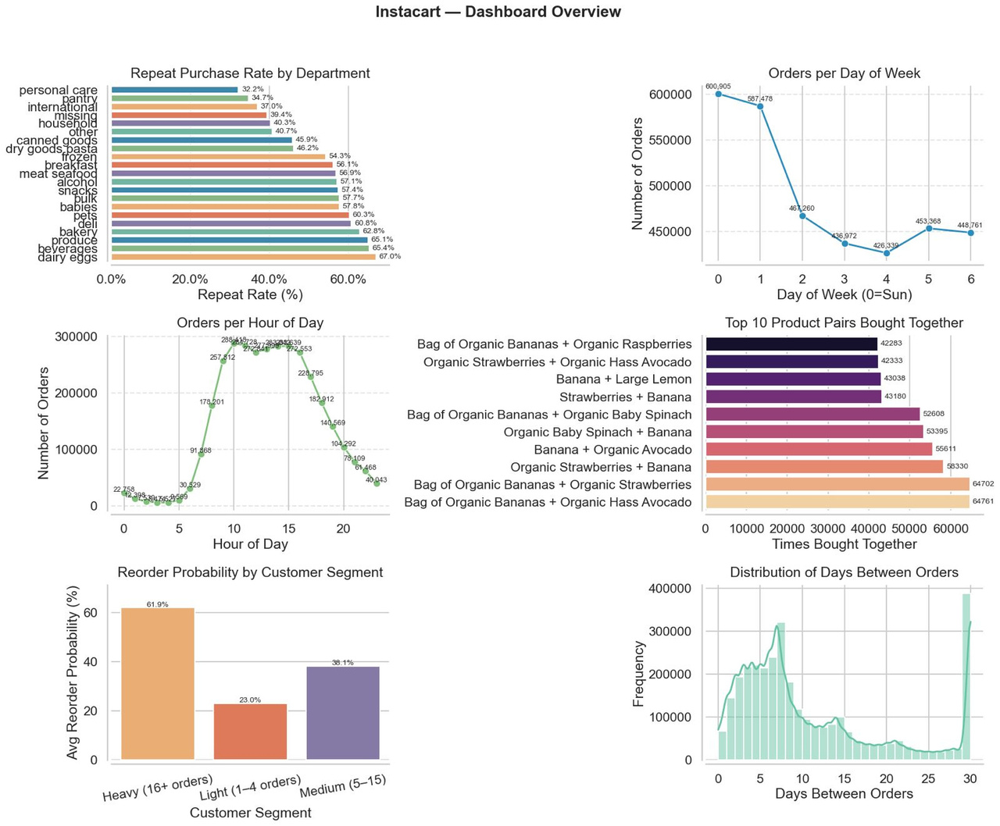 Instacart — Dashboard Overview
Repeat Purchase Rate by Department
personal care 32.2%
pantry 34.7%
international 37.0%
missing 39.4%
household 40.3%
other 40.7%
canned goods 45.9%
dry goods pasta 46.2%
frozen 54.3%
breakfast 56.1%
meat seafood 56.9%
alcohol 57.1%
snacks 57.4%
bulk 57.7%
babies 57.8%
pets 60.3%
deli 60.8%
bakery 62.8%
produce 65.1%
beverages 65.4%
dairy eggs 67.0%
0.0% 20.0% 40.0% 60.0%
Repeat Rate (%)
Orders per Day of Week
Number of Orders
600000
550000
500000
450000
600,905
587,478
467,260
436,972
426,339
453,368
448,761
0 1 2 3 4 5 6
Day of Week (0=Sun)
Orders per Hour of Day
Number of Orders
300000
200000
100000
0
22,758
12,398
9,569
30,529
91,868
178,201
257,812
288,418
272,553
228,795
182,912
140,569
104,292
78,109
61,468
40,043
0 5 10 15 20
Hour of Day
Top 10 Product Pairs Bought Together
Bag of Organic Bananas + Organic Raspberries 42283
Organic Strawberries + Organic Hass Avocado 42333
Banana + Large Lemon 43038
Strawberries + Banana 43180
Bag of Organic Bananas + Organic Baby Spinach 52608
Organic Baby Spinach + Banana 53395
Banana + Organic Avocado 55611
Organic Strawberries + Banana 58330
Bag of Organic Bananas + Organic Strawberries 64702
Bag of Organic Bananas + Organic Hass Avocado 64761
0 10000 20000 30000 40000 50000 60000
Times Bought Together
Reorder Probability by Customer Segment
Avg Reorder Probability (%)
60
40
20
0
61.9%
23.0%
38.1%
Heavy (16+ orders) Light (1–4 orders) Medium (5–15)
Customer Segment
Distribution of Days Between Orders
Frequency
400000
300000
200000
100000
0
0 5 10 15 20 25 30
Days Between Orders